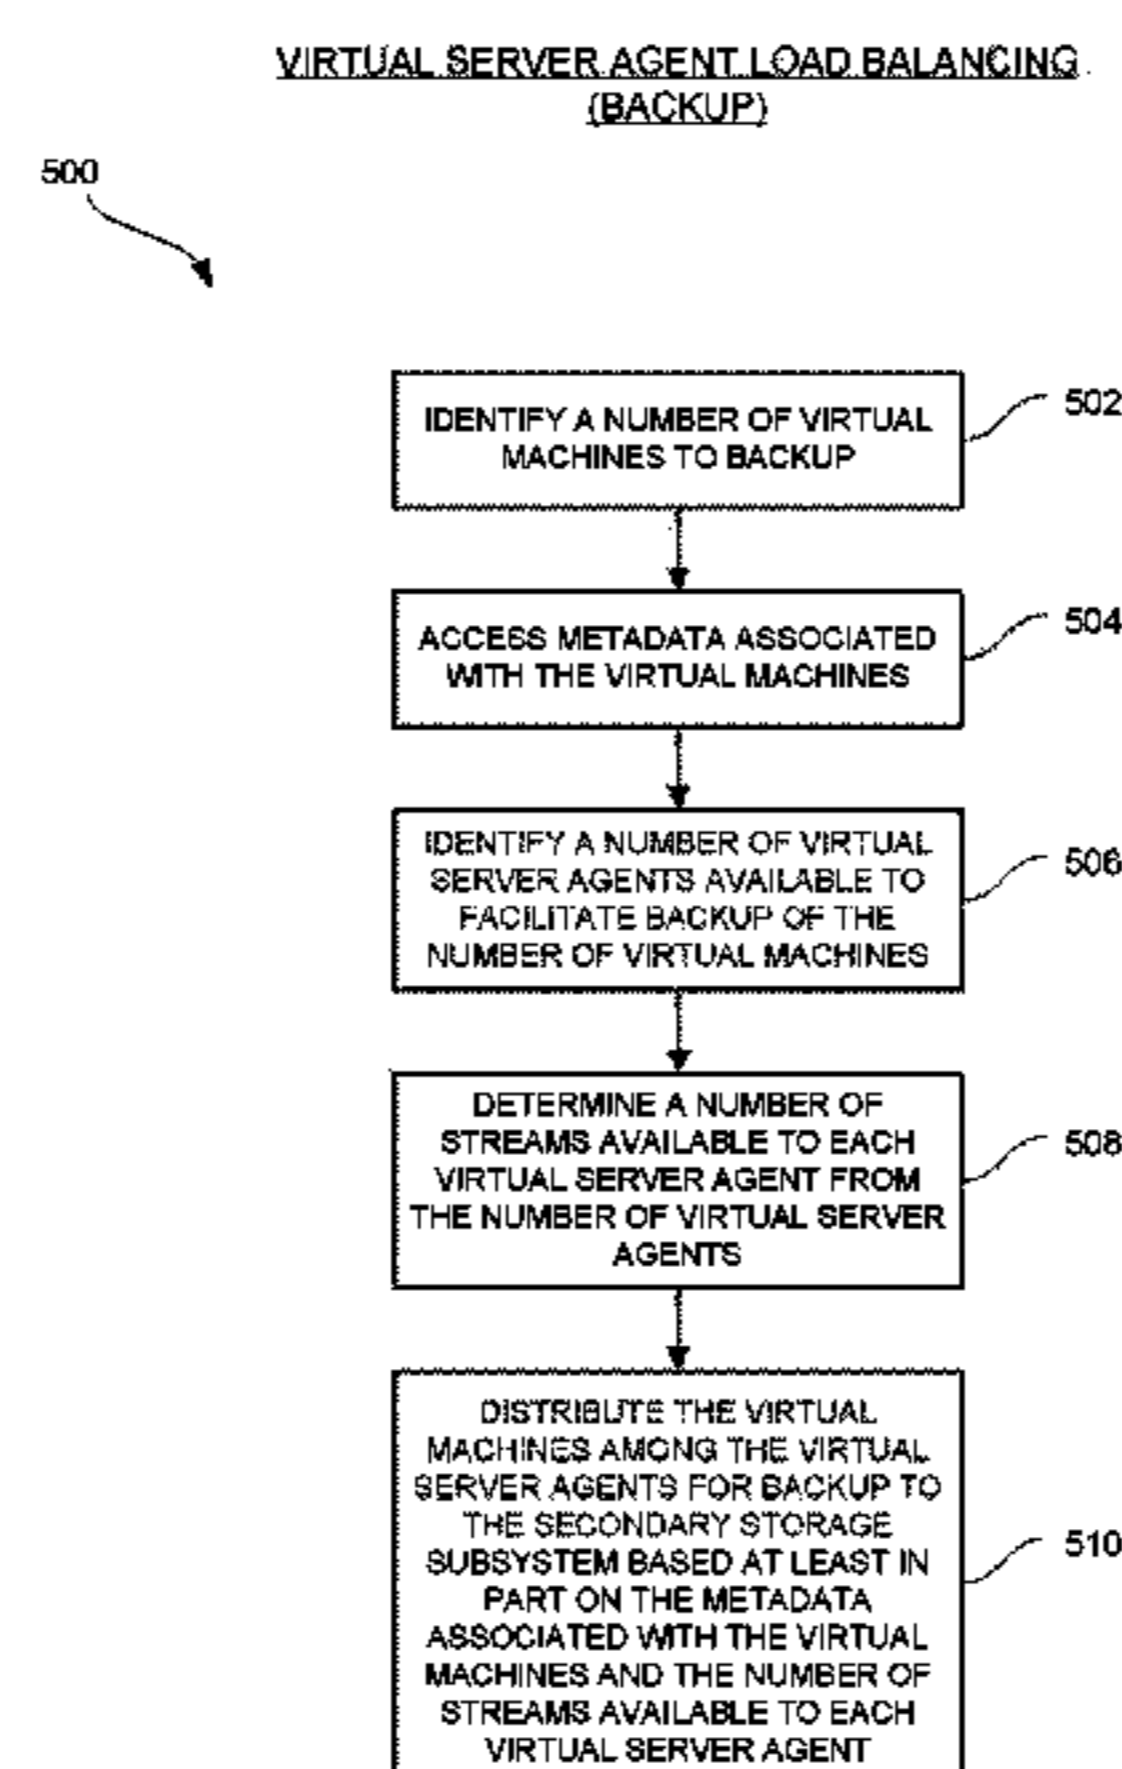 VIRTUAL SERVER AGENT LOAD BALANCING
(BACKUP)
500
IDENTIFY A NUMBER OF VIRTUAL
MACHINES TO BACKUP
502
ACCESS METADATA ASSOCIATED
WITH THE VIRTUAL MACHINES
504
IDENTIFY A NUMBER OF VIRTUAL
SERVER AGENTS AVAILABLE TO
FACILITATE BACKUP OF THE
NUMBER OF VIRTUAL MACHINES
506
DETERMINE A NUMBER OF
STREAMS AVAILABLE TO EACH
VIRTUAL SERVER AGENT FROM
THE NUMBER OF VIRTUAL SERVER
AGENTS
508
DISTRIBUTE THE VIRTUAL
MACHINES AMONG THE VIRTUAL
SERVER AGENTS FOR BACKUP TO
THE SECONDARY STORAGE
SUBSYSTEM BASED AT LEAST IN
PART ON THE METADATA
ASSOCIATED WITH THE VIRTUAL
MACHINES AND THE NUMBER OF
STREAMS AVAILABLE TO EACH
VIRTUAL SERVER AGENT
510